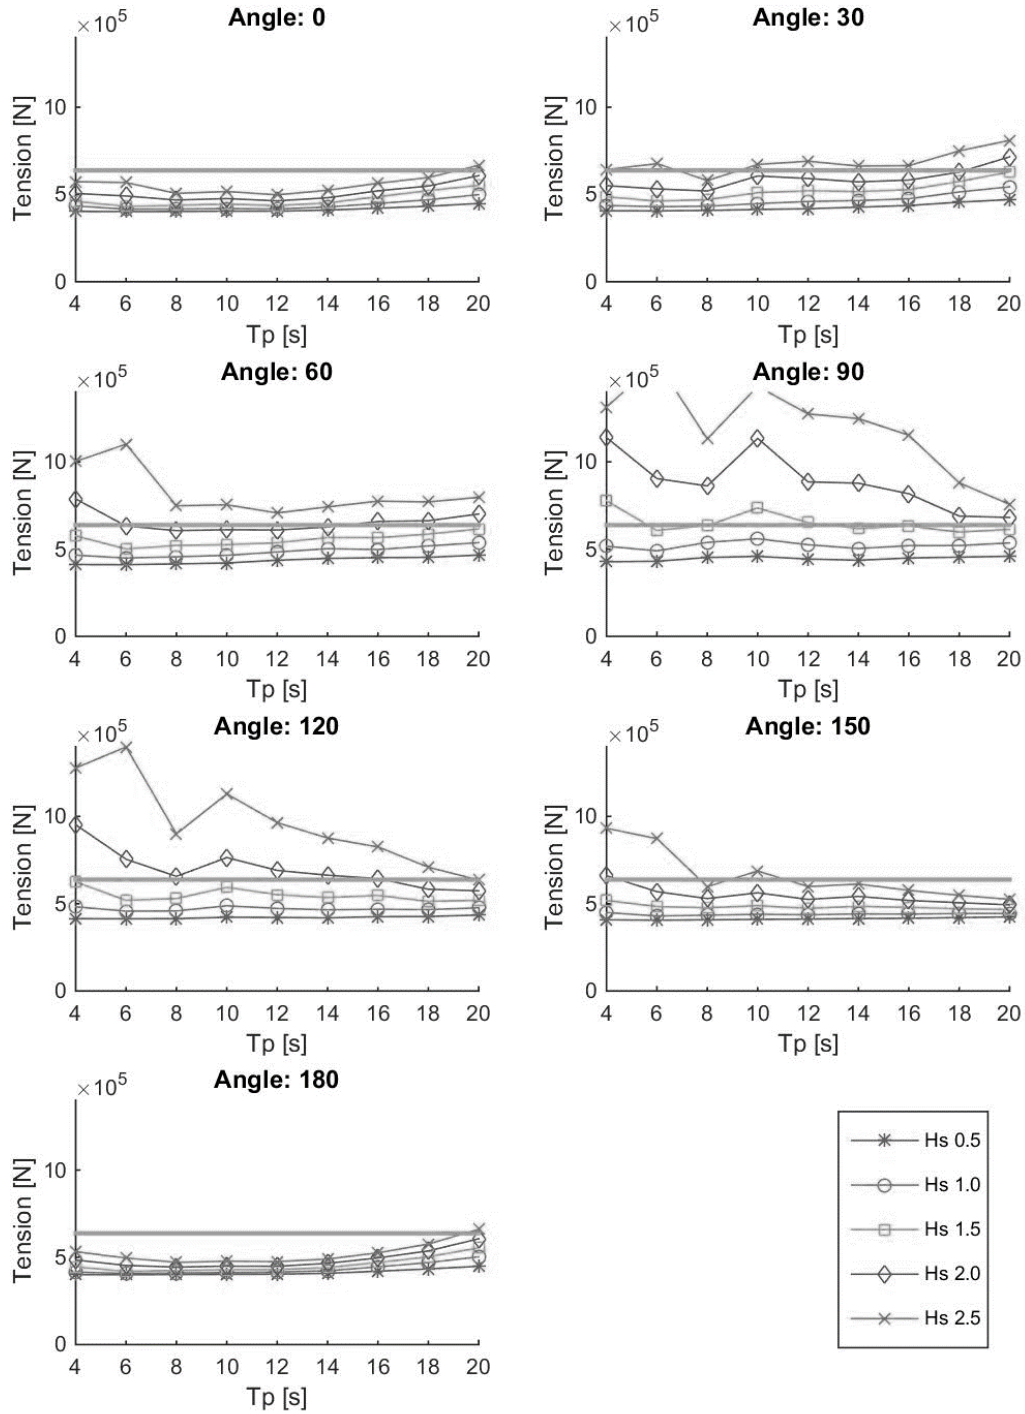 ×10⁵ Angle: 0
Tension [N]
10
5
0
4 6 8 10 12 14 16 18 20
Tp [s]
×10⁵ Angle: 30
Tension [N]
10
5
0
4 6 8 10 12 14 16 18 20
Tp [s]
×10⁵ Angle: 60
Tension [N]
10
5
0
4 6 8 10 12 14 16 18 20
Tp [s]
×10⁵ Angle: 90
Tension [N]
10
5
0
4 6 8 10 12 14 16 18 20
Tp [s]
×10⁵ Angle: 120
Tension [N]
10
5
0
4 6 8 10 12 14 16 18 20
Tp [s]
×10⁵ Angle: 150
Tension [N]
10
5
0
4 6 8 10 12 14 16 18 20
Tp [s]
×10⁵ Angle: 180
Tension [N]
10
5
0
4 6 8 10 12 14 16 18 20
Tp [s]
Hs 0.5
Hs 1.0
Hs 1.5
Hs 2.0
Hs 2.5